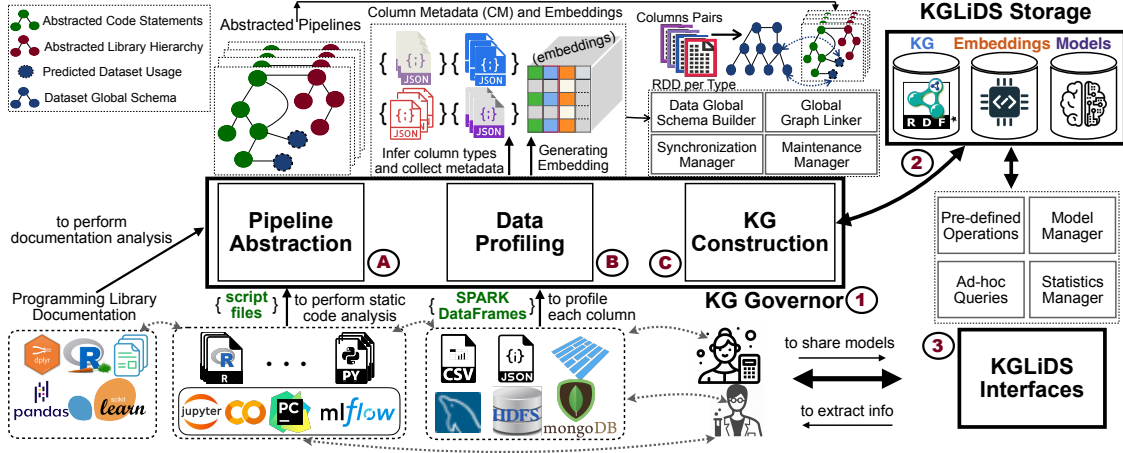 Abstracted Code Statements
Abstracted Library Hierarchy
Predicted Dataset Usage
Dataset Global Schema
Abstracted Pipelines
Column Metadata (CM) and Embeddings
{;}
JSON
{;}
JSON
{;}
JSON
{;}
JSON
(embeddings)
Infer column types
and collect metadata
Generating
Embedding
Columns Pairs
RDD per Type
Data Global
Schema Builder
Global
Graph Linker
Synchronization
Manager
Maintenance
Manager
KGLiDS Storage
KG
Embeddings
Models
RDF*
2
to perform
documentation analysis
Pipeline
Abstraction
A
Data
Profiling
B
KG
Construction
C
Pre-defined
Operations
Model
Manager
Ad-hoc
Queries
Statistics
Manager
Programming Library
Documentation
{ script
files }
to perform static
code analysis
{ SPARK
DataFrames }
to profile
each column
KG Governor
1
dplyr
R
pandas
scikit
learn
R
R
. . .
PY
jupyter
CO
PC
mlflow
CSV
{;}
JSON
HDFS
mongoDB
to share models
to extract info
3
KGLiDS
Interfaces